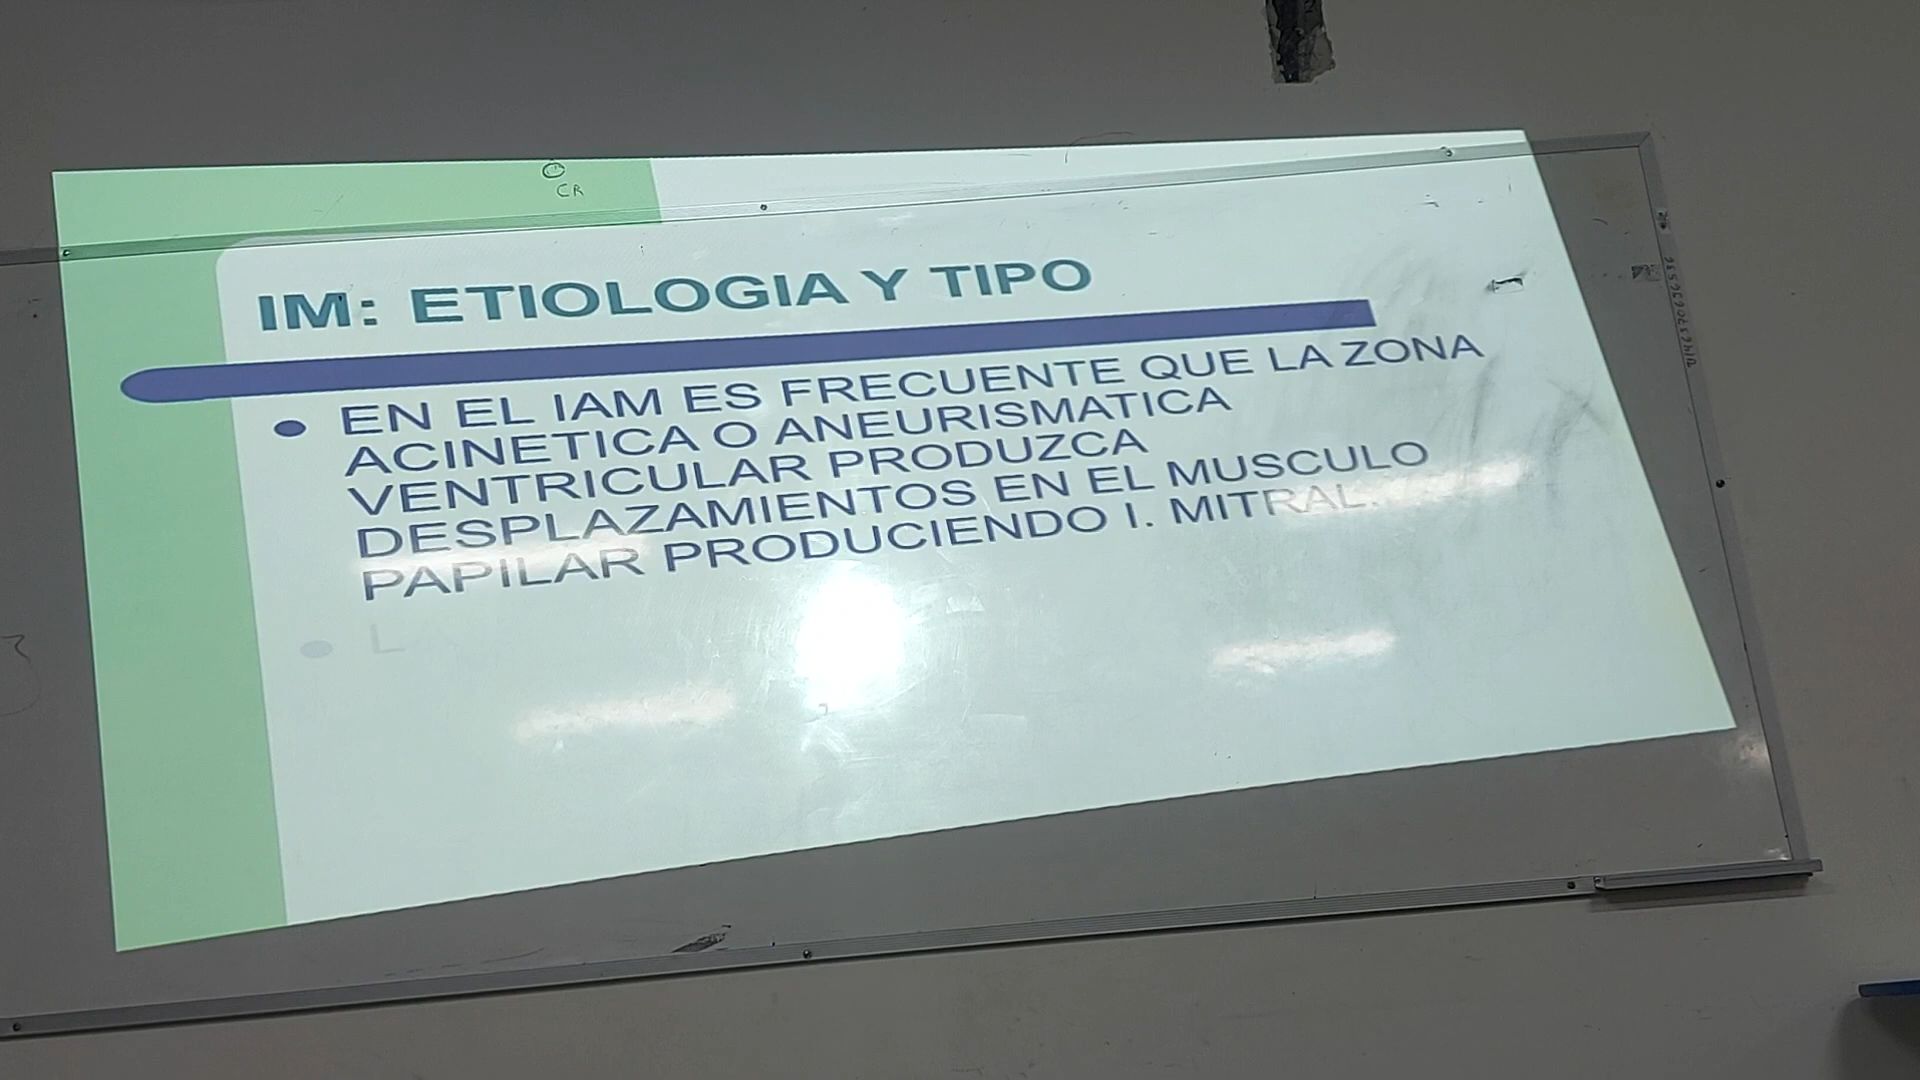 CR
IM: ETIOLOGIA Y TIPO
● EN EL IAM ES FRECUENTE QUE LA ZONA
ACINETICA O ANEURISMATICA
VENTRICULAR PRODUZCA
DESPLAZAMIENTOS EN EL MUSCULO
PAPILAR PRODUCIENDO I. MITRAL.
● L